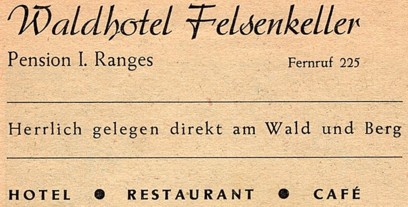 Waldhotel Felsenkeller
Pension I. Ranges Fernruf 225
Herrlich gelegen direkt am Wald und Berg
HOTEL ● RESTAURANT ● CAFÉ